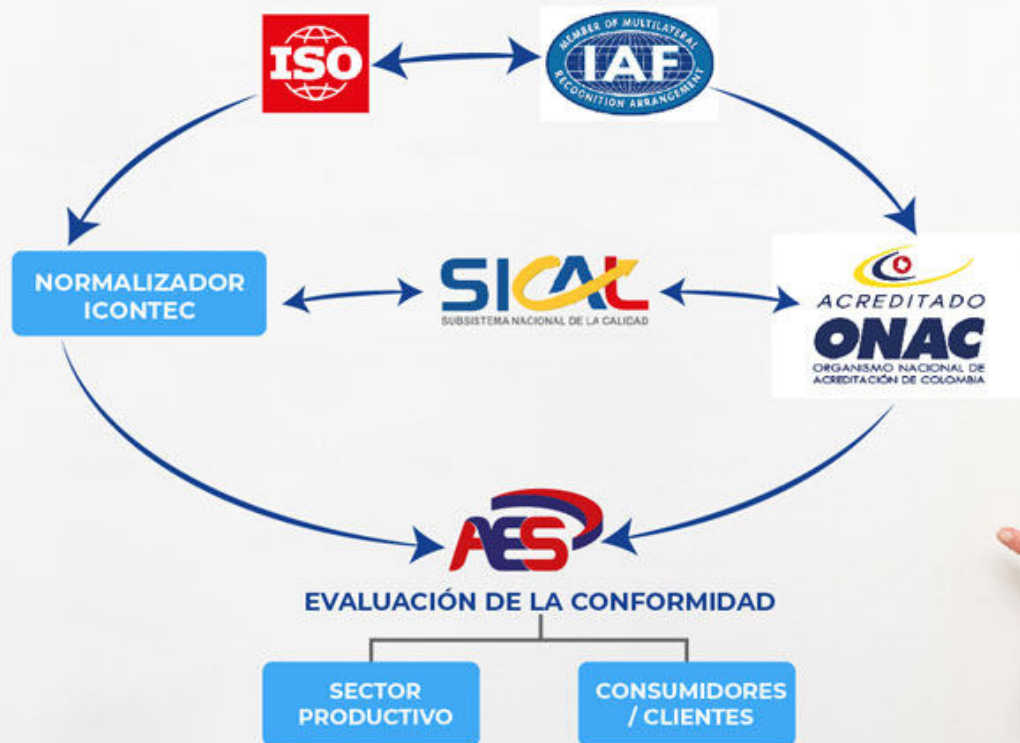 ISO
MEMBER OF MULTILATERAL
IAF
RECOGNITION ARRANGEMENT
NORMALIZADOR
ICONTEC
SICAL
SUBSISTEMA NACIONAL DE LA CALIDAD
ACREDITADO
ONAC
ORGANISMO NACIONAL DE
ACREDITACIÓN DE COLOMBIA
AES
EVALUACIÓN DE LA CONFORMIDAD
SECTOR
PRODUCTIVO
CONSUMIDORES
/ CLIENTES